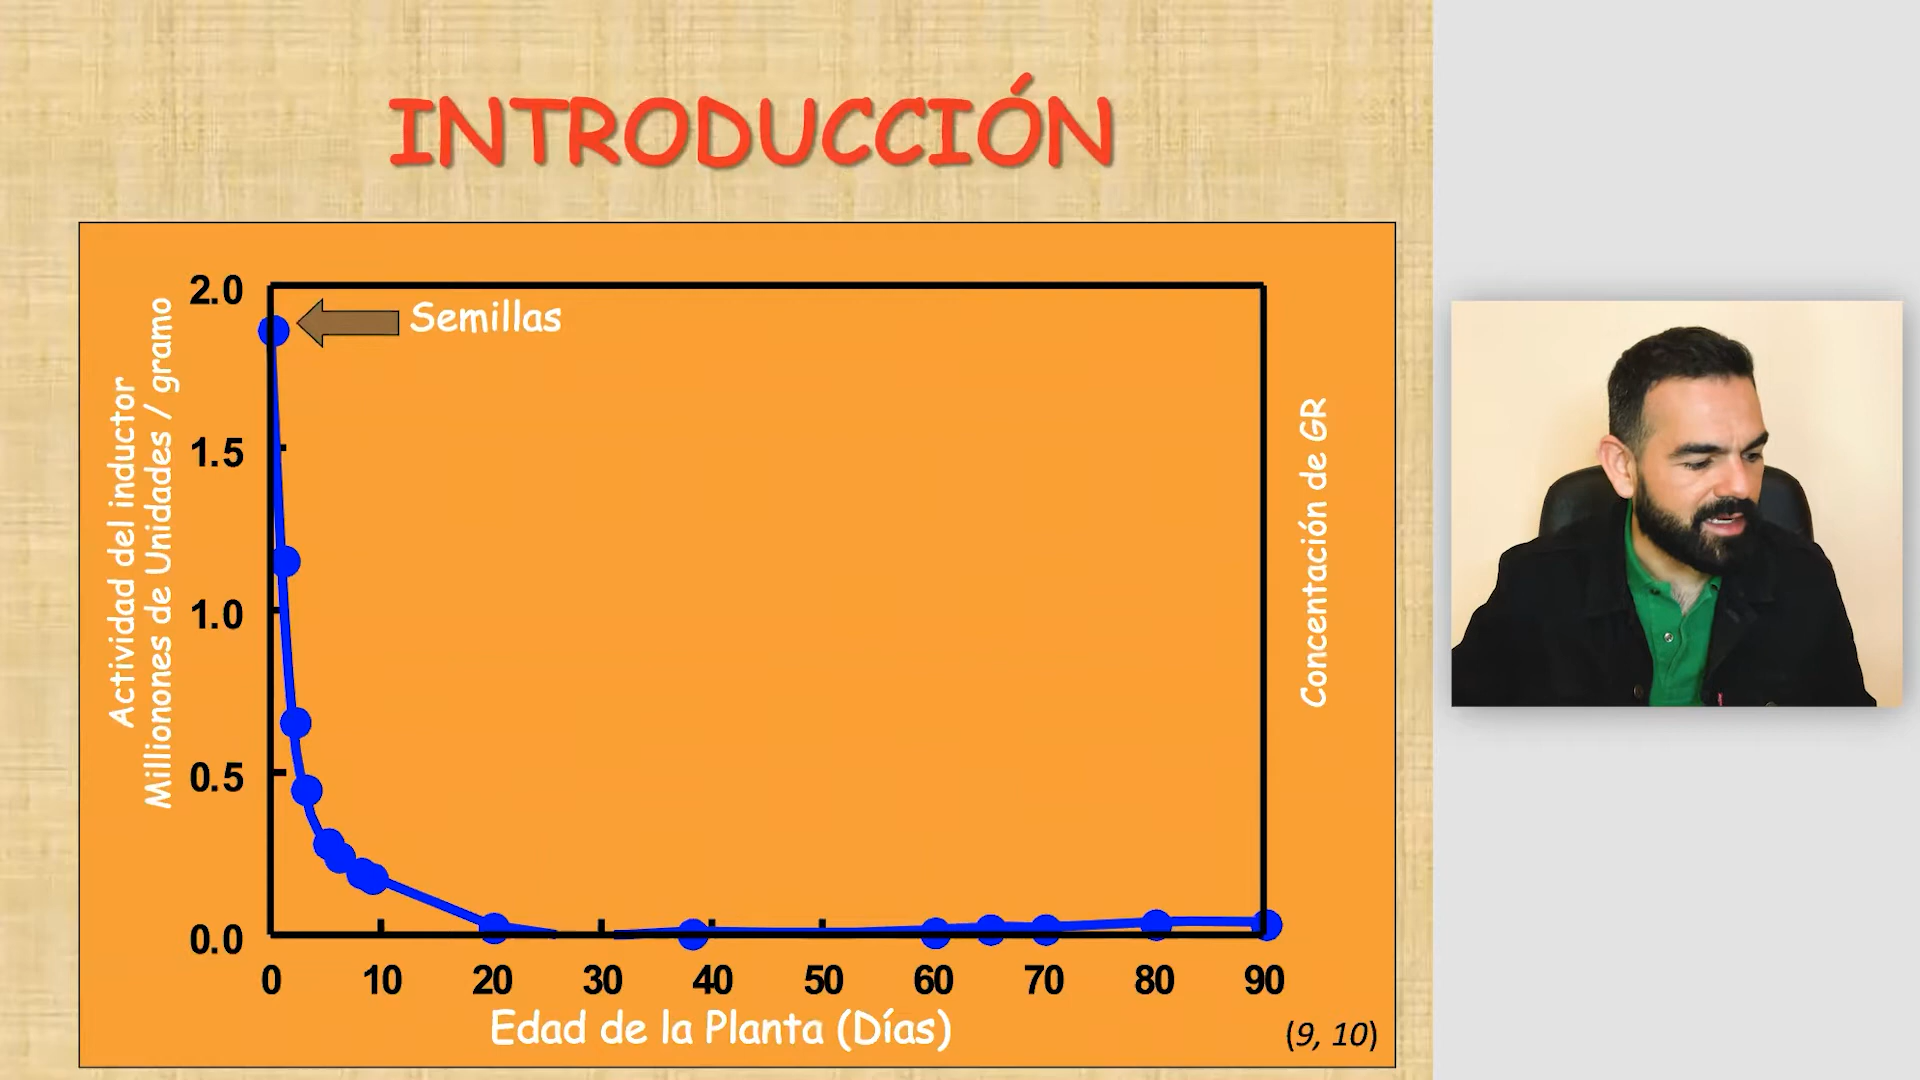 INTRODUCCIÓN
Actividad del inductor
Milliones de Unidades / gramo
2.0
1.5
1.0
0.5
0.0
Semillas
Concentación de GR
0 10 20 30 40 50 60 70 80 90
Edad de la Planta (Días)
(9, 10)